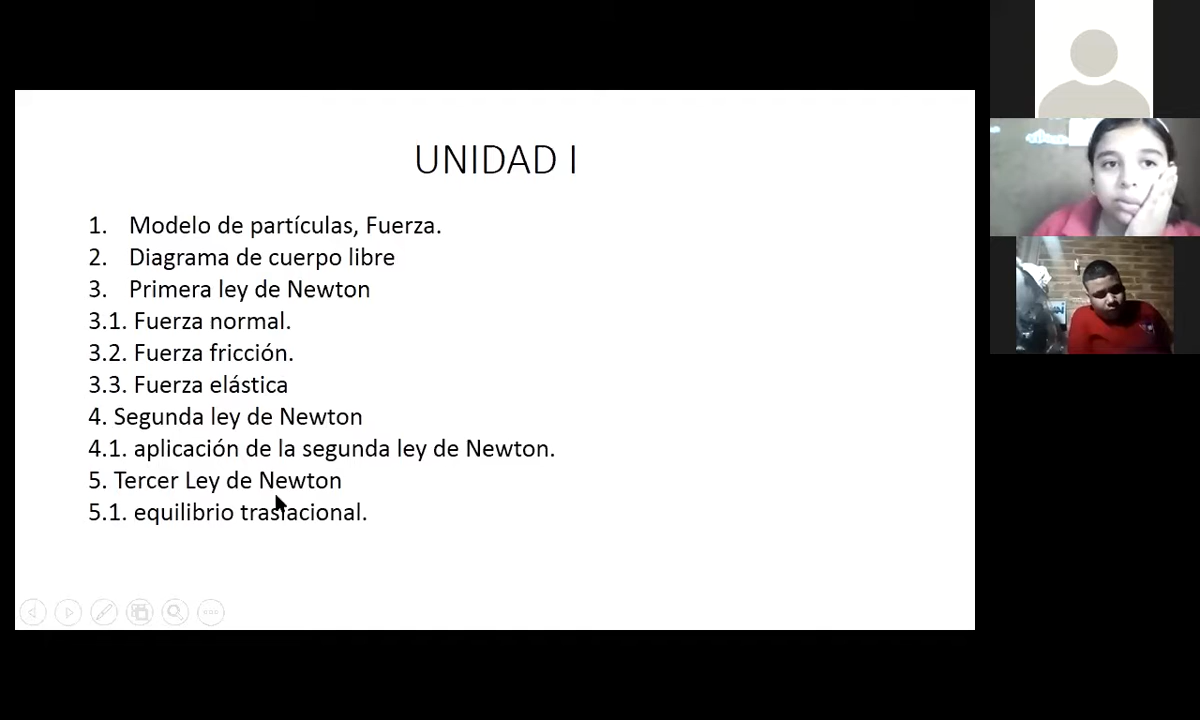 UNIDAD I
1. Modelo de partículas, Fuerza.
2. Diagrama de cuerpo libre
3. Primera ley de Newton
3.1. Fuerza normal.
3.2. Fuerza fricción.
3.3. Fuerza elástica
4. Segunda ley de Newton
4.1. aplicación de la segunda ley de Newton.
5. Tercer Ley de Newton
5.1. equilibrio traslacional.